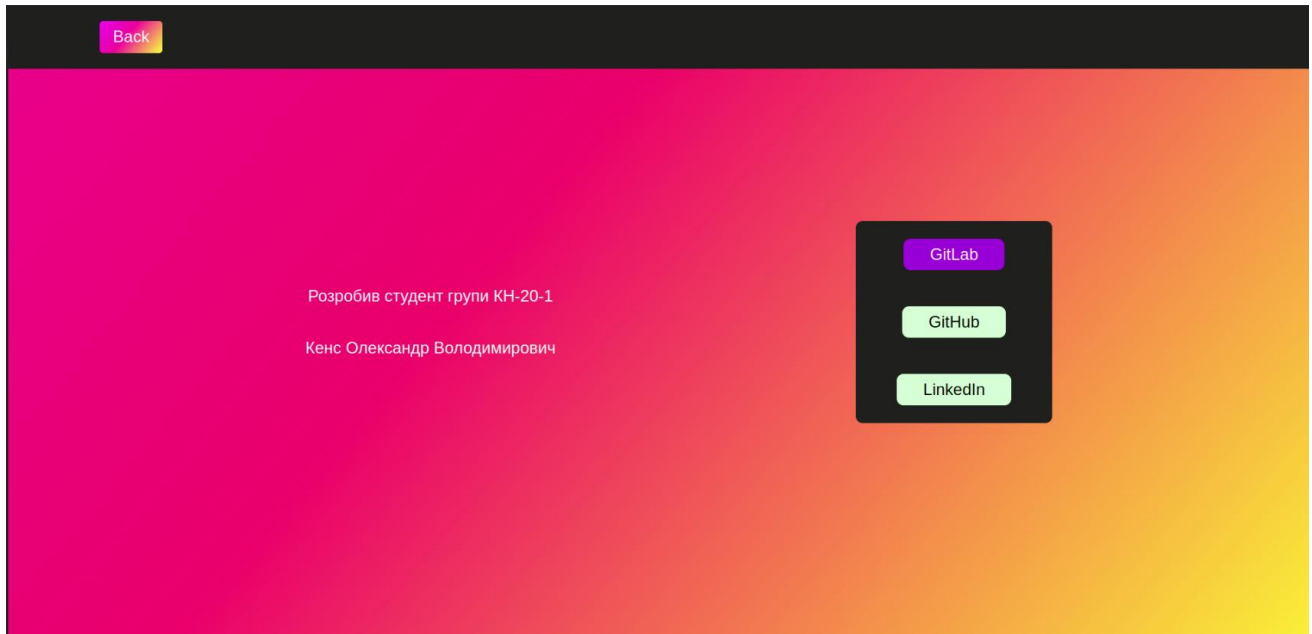 Back
Розробив студент групи КН-20-1
Кенс Олександр Володимирович
GitLab
GitHub
LinkedIn